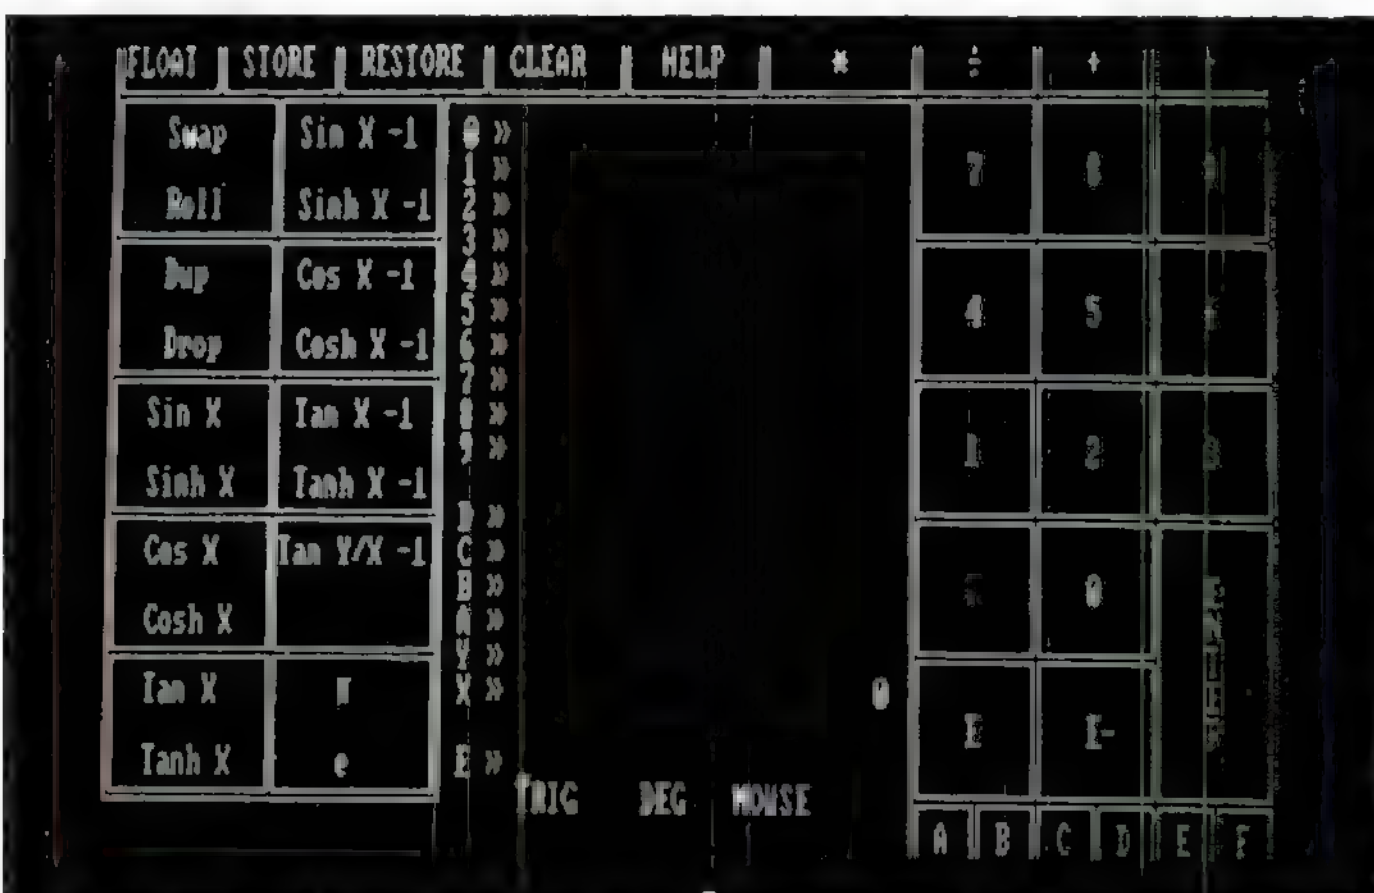 FLOAT STORE RESTORE CLEAR HELP * ÷
Swap Sin X -1 0 » 7 8
1 »
Roll Sinh X -1 2 »
3 »
Dup Cos X -1 4 » 4 5
5 »
Drop Cosh X -1 6 »
7 »
Sin X Tan X -1 8 » 1 2 3
9 »
Sinh X Tanh X -1
D »
Cos X Tan Y/X -1 C » 0
B »
Cosh X A »
Y »
Tan X π X » 0 E E-
Tanh X e E »
TRIG DEG MOUSE
A B C D E F